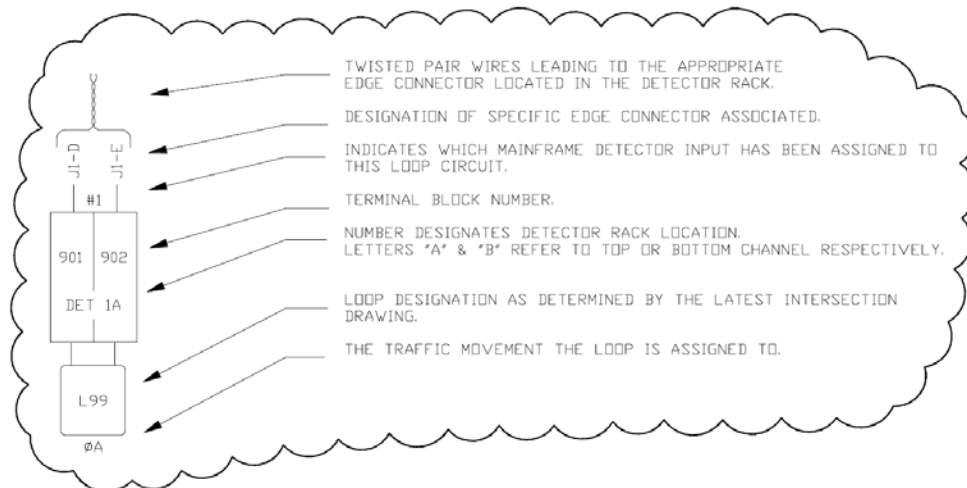 TWISTED PAIR WIRES LEADING TO THE APPROPRIATE
EDGE CONNECTOR LOCATED IN THE DETECTOR RACK.
DESIGNATION OF SPECIFIC EDGE CONNECTOR ASSOCIATED.
J1-D
J1-E
INDICATES WHICH MAINFRAME DETECTOR INPUT HAS BEEN ASSIGNED TO
THIS LOOP CIRCUIT.
#1
TERMINAL BLOCK NUMBER.
901 902
NUMBER DESIGNATES DETECTOR RACK LOCATION.
LETTERS "A" & "B" REFER TO TOP OR BOTTOM CHANNEL RESPECTIVELY.
DET 1A
LOOP DESIGNATION AS DETERMINED BY THE LATEST INTERSECTION
DRAWING.
THE TRAFFIC MOVEMENT THE LOOP IS ASSIGNED TO.
L99
ØA